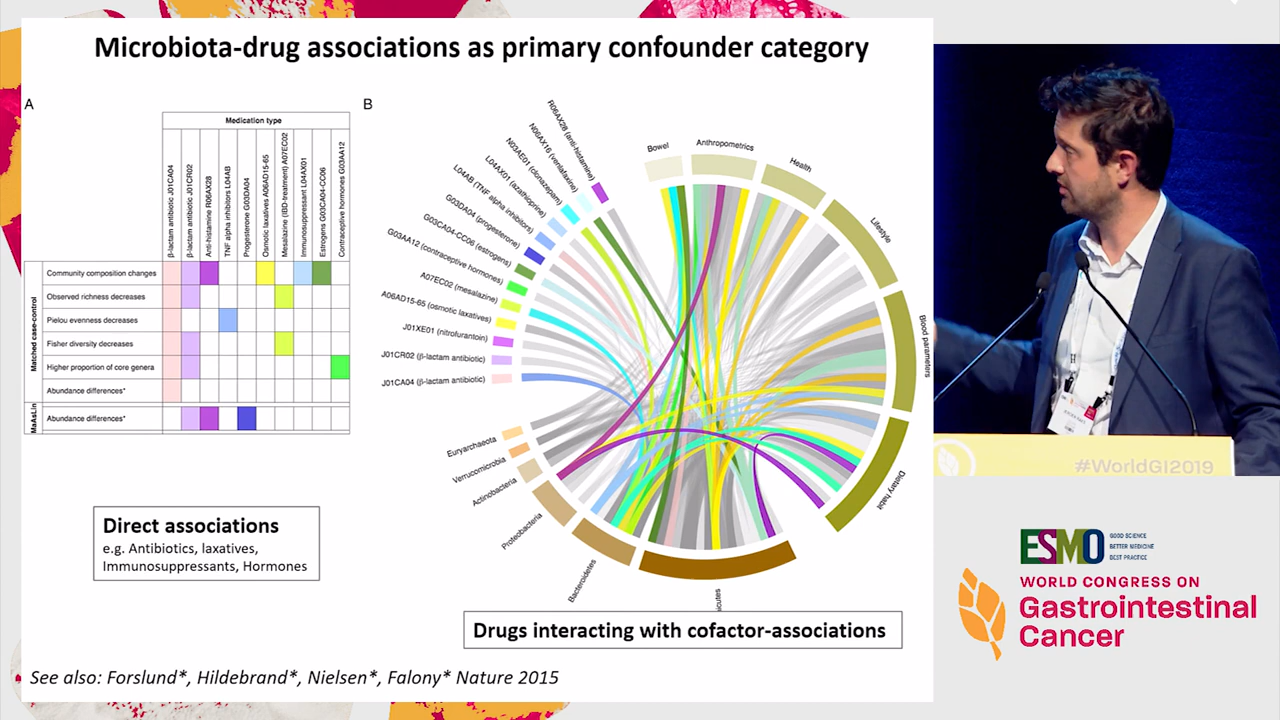 Microbiota-drug associations as primary confounder category
A
Medication type
β-lactam antibiotic J01CA04
β-lactam antibiotic J01CR02
Anti-histamine R06AX28
TNF alpha inhibitors L04AB
Progesterone G03DA04
Osmotic laxatives A06AD15-65
Mesalazine (IBD-treatment) A07EC02
Immunosuppressant L04AX01
Estrogens G03CA04-CC06
Contraceptive hormones G03AA12
Matched case-control
Community composition changes
Observed richness decreases
Pielou evenness decreases
Fisher diversity decreases
Higher proportion of core genera
Abundance differences*
MaAsLin
Abundance differences*
B
R06AX28 (anti-histamine)
N06AX16 (venlafaxine)
N03AE01 (clonazepam)
L04AX01 (azathioprine)
L04AB (TNF alpha inhibitors)
G03DA04 (progesterone)
G03CA04-CC06 (estrogens)
G03AA12 (contraceptive hormones)
A07EC02 (mesalazine)
A06AD15-65 (osmotic laxatives)
J01XE01 (nitrofurantoin)
J01CR02 (β-lactam antibiotic)
J01CA04 (β-lactam antibiotic)
Bowel
Anthropometrics
Health
Lifestyle
Blood parameters
Dietary habit
Euryarchaeota
Verrucomicrobia
Actinobacteria
Proteobacteria
Bacteroidetes
Direct associations
e.g. Antibiotics, laxatives,
Immunosuppressants, Hormones
Drugs interacting with cofactor-associations
See also: Forslund*, Hildebrand*, Nielsen*, Falony* Nature 2015
#WorldGI2019
ESMO
GOOD SCIENCE
BETTER MEDICINE
BEST PRACTICE
WORLD CONGRESS ON
Gastrointestinal
Cancer